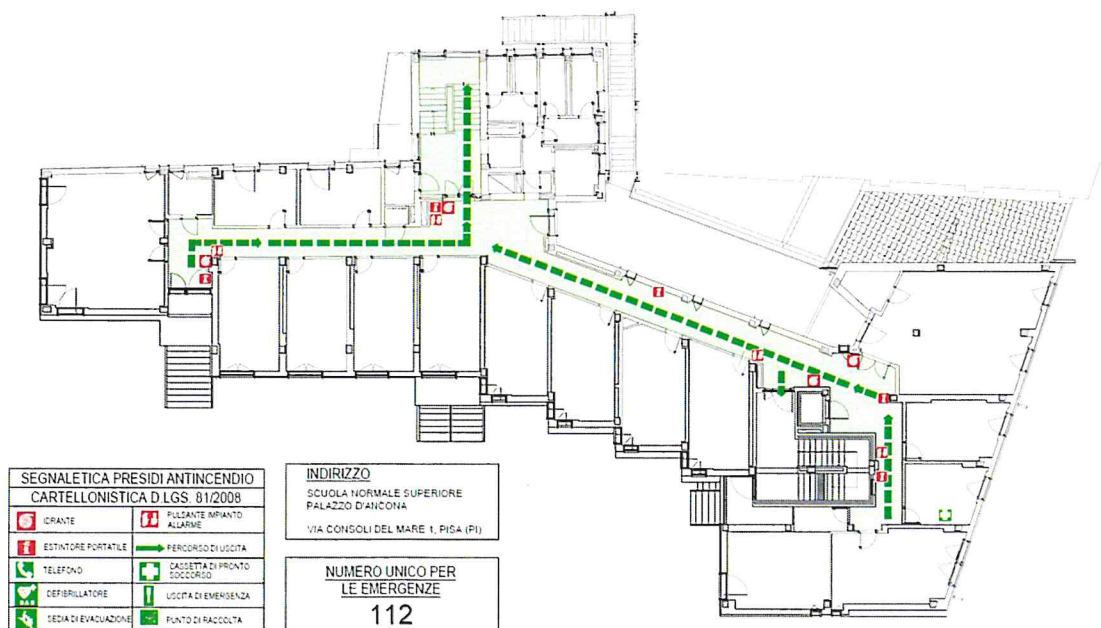 SEGNALETICA PRESIDI ANTINCENDIO
CARTELLONISTICA D.LGS. 81/2008
IDRANTE
PULSANTE IMPIANTO
ALLARME
ESTINTORE PORTATILE
PERCORSO DI USCITA
TELEFONO
CASSETTA DI PRONTO
SOCCORSO
DEFIBRILLATORE
USCITA DI EMERGENZA
SEDIA DI EVACUAZIONE
PUNTO DI RACCOLTA
INDIRIZZO
SCUOLA NORMALE SUPERIORE
PALAZZO D'ANCONA
VIA CONSOLI DEL MARE 1, PISA (PI)
NUMERO UNICO PER
LE EMERGENZE
112